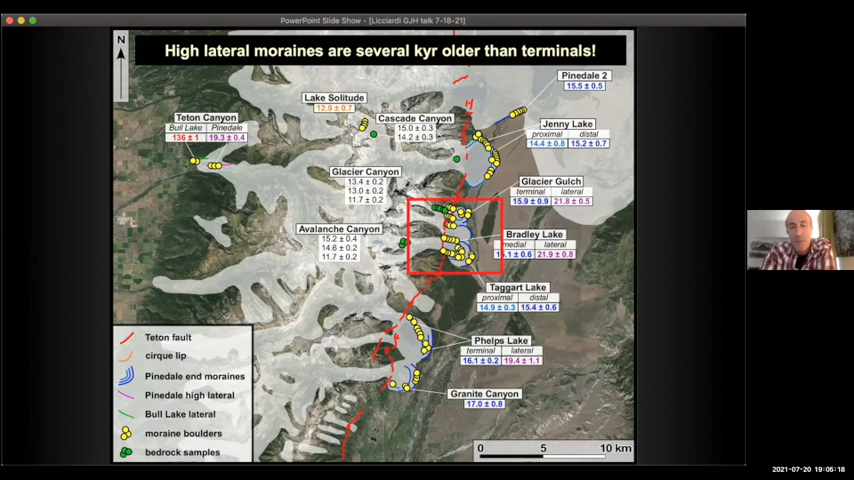 PowerPoint Slide Show - [Licciardi GJH talk 7-18-21]
High lateral moraines are several kyr older than terminals!
N
Pinedale 2
15.5 ± 0.5
Lake Solitude
12.9 ± 0.7
Cascade Canyon
15.0 ± 0.3
14.2 ± 0.3
Teton Canyon
Bull Lake Pinedale
136 ± 1 19.3 ± 0.4
Jenny Lake
proximal distal
14.4 ± 0.8 15.2 ± 0.7
Glacier Canyon
13.4 ± 0.2
13.0 ± 0.2
11.7 ± 0.2
Glacier Gulch
terminal lateral
15.9 ± 0.9 21.8 ± 0.5
Avalanche Canyon
15.2 ± 0.4
14.6 ± 0.2
11.7 ± 0.2
Bradley Lake
medial lateral
15.1 ± 0.6 21.9 ± 0.8
Taggart Lake
proximal distal
14.9 ± 0.3 15.4 ± 0.6
Phelps Lake
terminal lateral
16.1 ± 0.2 19.4 ± 1.1
Granite Canyon
17.0 ± 0.8
Teton fault
cirque lip
Pinedale end moraines
Pinedale high lateral
Bull Lake lateral
moraine boulders
bedrock samples
0 5 10 km
2021-07-20 19:05:18